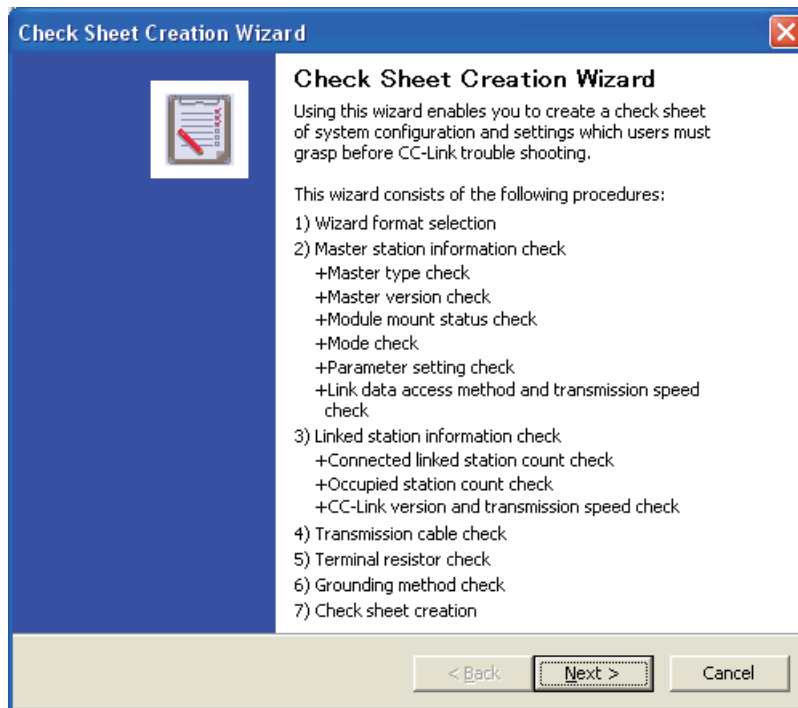 Check Sheet Creation Wizard
Check Sheet Creation Wizard
Using this wizard enables you to create a check sheet
of system configuration and settings which users must
grasp before CC-Link trouble shooting.
This wizard consists of the following procedures:
1) Wizard format selection
2) Master station information check
+Master type check
+Master version check
+Module mount status check
+Mode check
+Parameter setting check
+Link data access method and transmission speed
check
3) Linked station information check
+Connected linked station count check
+Occupied station count check
+CC-Link version and transmission speed check
4) Transmission cable check
5) Terminal resistor check
6) Grounding method check
7) Check sheet creation
< Back Next > Cancel